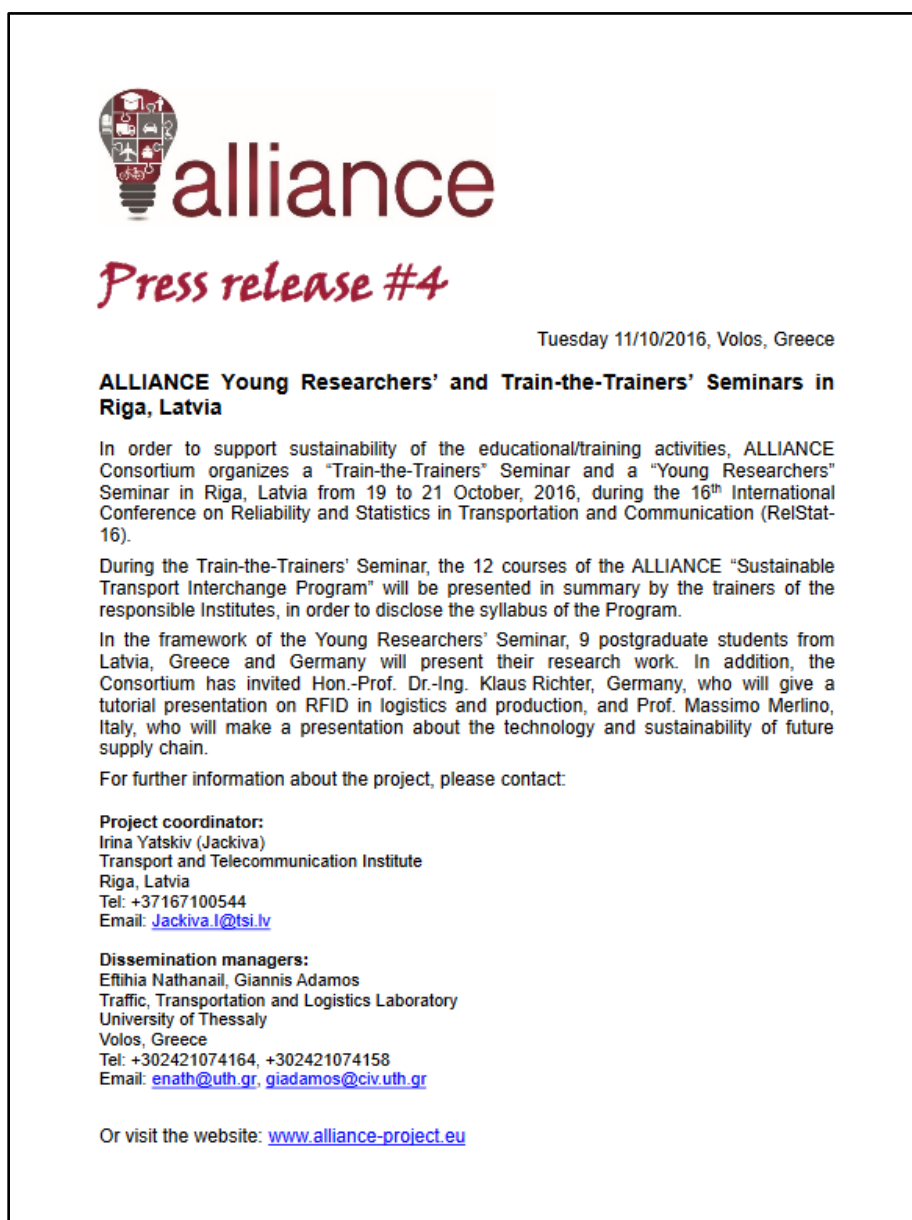 alliance
Press release #4
Tuesday 11/10/2016, Volos, Greece
ALLIANCE Young Researchers’ and Train-the-Trainers’ Seminars in
Riga, Latvia
In order to support sustainability of the educational/training activities, ALLIANCE
Consortium organizes a “Train-the-Trainers” Seminar and a “Young Researchers”
Seminar in Riga, Latvia from 19 to 21 October, 2016, during the 16th International
Conference on Reliability and Statistics in Transportation and Communication (RelStat-
16).
During the Train-the-Trainers’ Seminar, the 12 courses of the ALLIANCE “Sustainable
Transport Interchange Program” will be presented in summary by the trainers of the
responsible Institutes, in order to disclose the syllabus of the Program.
In the framework of the Young Researchers’ Seminar, 9 postgraduate students from
Latvia, Greece and Germany will present their research work. In addition, the
Consortium has invited Hon.-Prof. Dr.-Ing. Klaus Richter, Germany, who will give a
tutorial presentation on RFID in logistics and production, and Prof. Massimo Merlino,
Italy, who will make a presentation about the technology and sustainability of future
supply chain.
For further information about the project, please contact:
Project coordinator:
Irina Yatskiv (Jackiva)
Transport and Telecommunication Institute
Riga, Latvia
Tel: +37167100544
Email: Jackiva.I@tsi.lv
Dissemination managers:
Eftihia Nathanail, Giannis Adamos
Traffic, Transportation and Logistics Laboratory
University of Thessaly
Volos, Greece
Tel: +302421074164, +302421074158
Email: enath@uth.gr, giadamos@civ.uth.gr
Or visit the website: www.alliance-project.eu